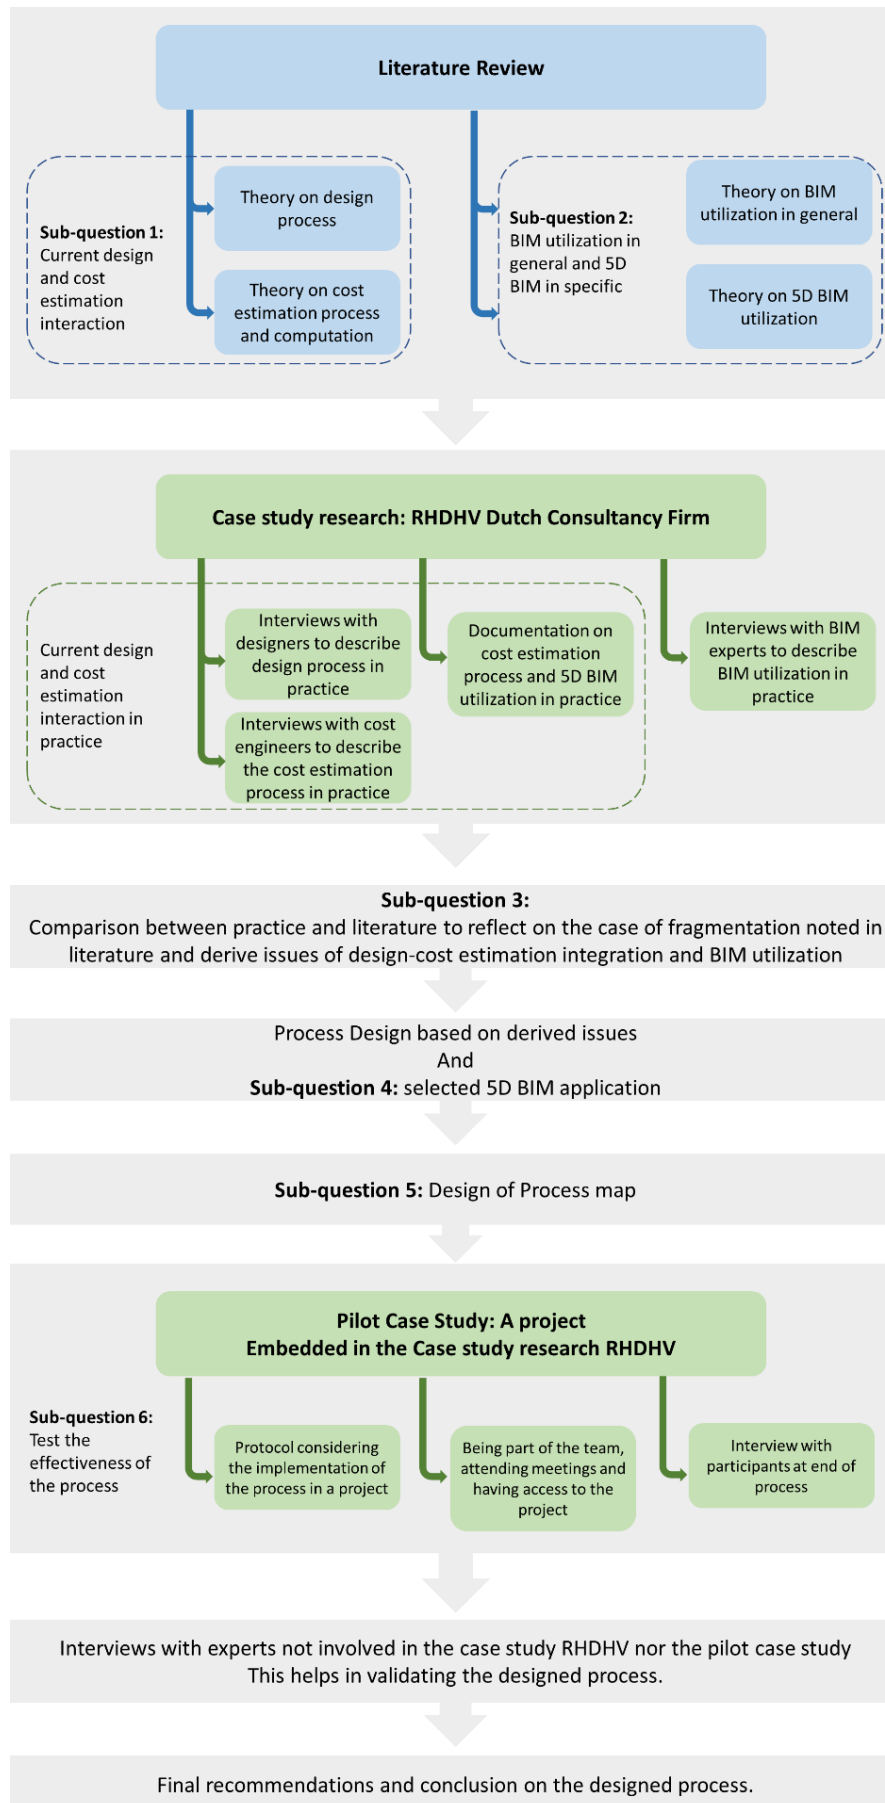 Literature Review
Sub-question 1:
Current design
and cost
estimation
interaction
Theory on design
process
Theory on cost
estimation process
and computation
Sub-question 2:
BIM utilization in
general and 5D
BIM in specific
Theory on BIM
utilization in general
Theory on 5D BIM
utilization
Case study research: RHDHV Dutch Consultancy Firm
Current design
and cost
estimation
interaction in
practice
Interviews with
designers to describe
design process in
practice
Interviews with cost
engineers to describe
the cost estimation
process in practice
Documentation on
cost estimation
process and 5D BIM
utilization in practice
Interviews with BIM
experts to describe
BIM utilization in
practice
Sub-question 3:
Comparison between practice and literature to reflect on the case of fragmentation noted in
literature and derive issues of design-cost estimation integration and BIM utilization
Process Design based on derived issues
And
Sub-question 4: selected 5D BIM application
Sub-question 5: Design of Process map
Pilot Case Study: A project
Embedded in the Case study research RHDHV
Sub-question 6:
Test the
effectiveness of
the process
Protocol considering
the implementation of
the process in a project
Being part of the team,
attending meetings and
having access to the
project
Interview with
participants at end of
process
Interviews with experts not involved in the case study RHDHV nor the pilot case study
This helps in validating the designed process.
Final recommendations and conclusion on the designed process.